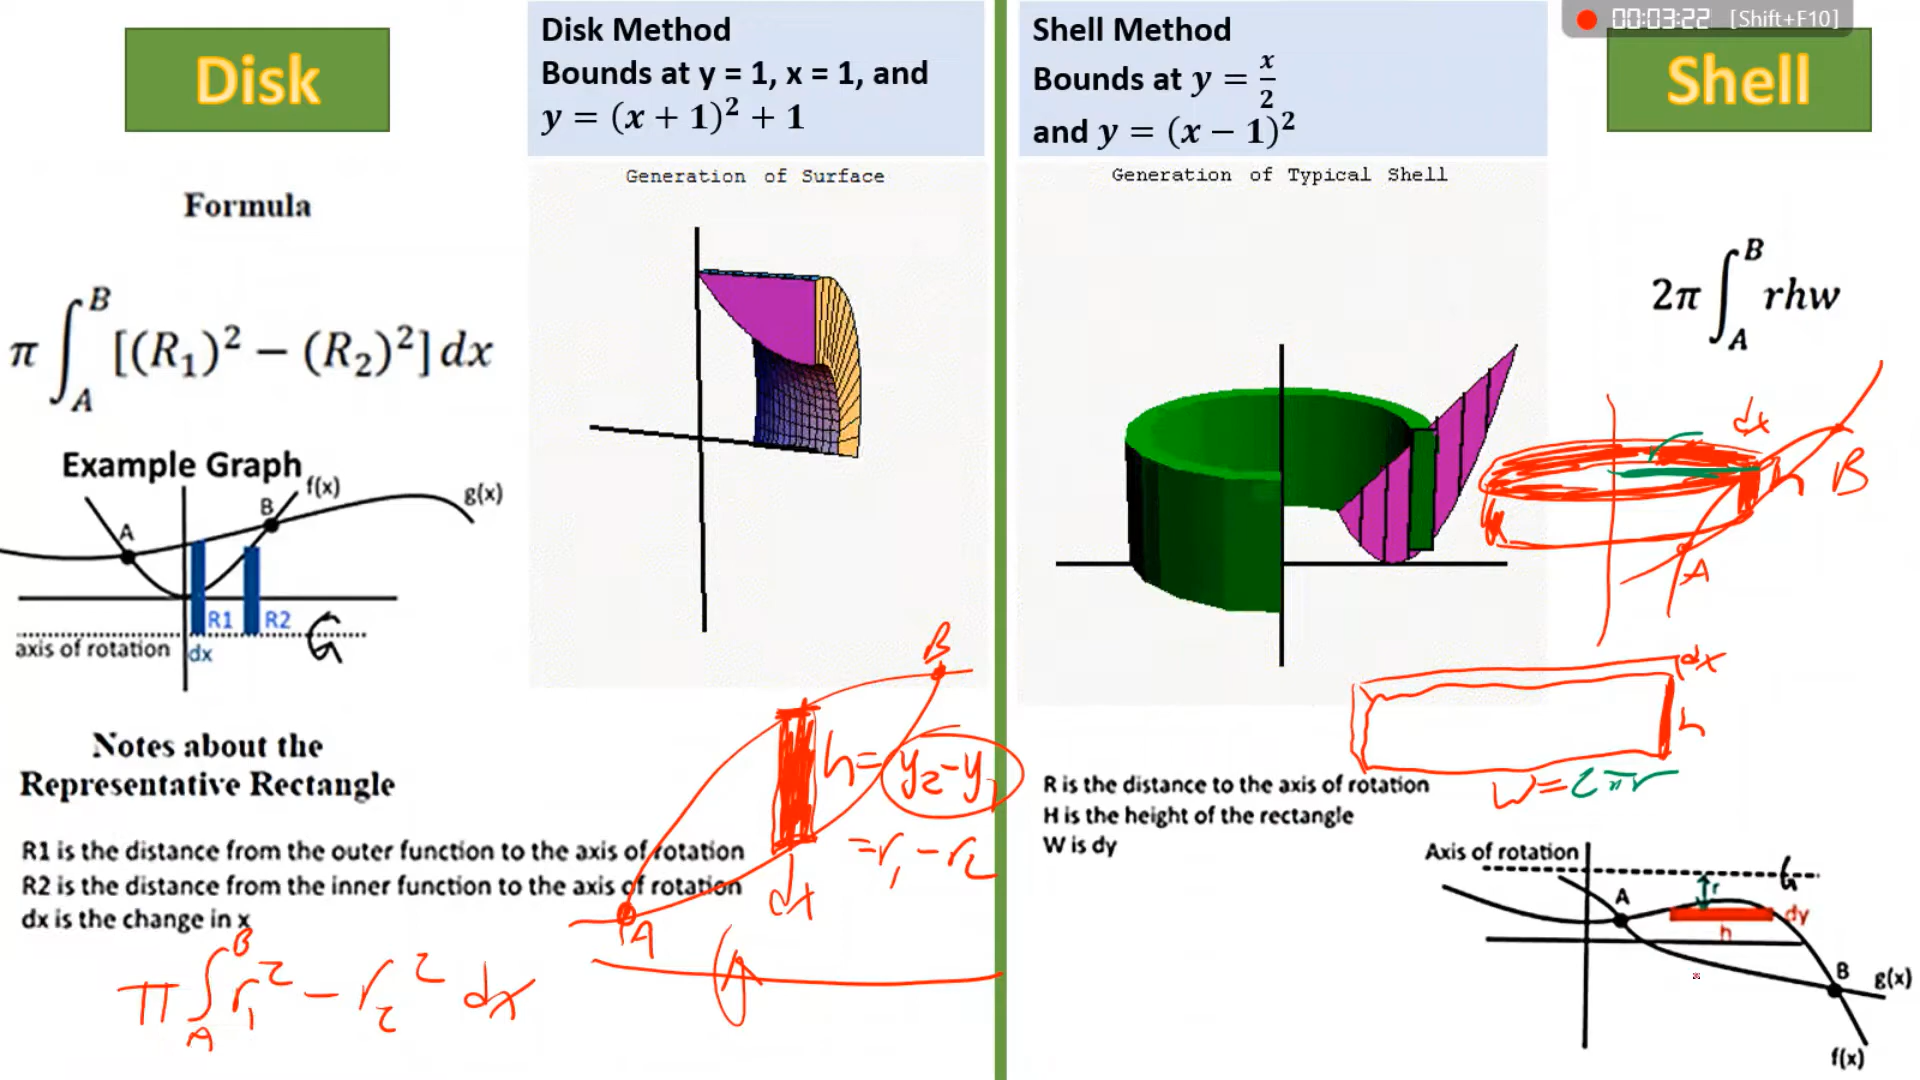 00:03:22 [Shift+F10]
Disk
Formula
π ∫_A^B [(R₁)² − (R₂)²] dx
Example Graph
f(x)
g(x)
A
B
R1
R2
axis of rotation
dx
Notes about the
Representative Rectangle
R1 is the distance from the outer function to the axis of rotation
R2 is the distance from the inner function to the axis of rotation
dx is the change in x
π ∫_A^B r₁² − r₂² dx
Disk Method
Bounds at y = 1, x = 1, and
y = (x + 1)² + 1
Generation of Surface
B
h = y₂ − y₁
= r₁ − r₂
dx
A
Shell Method
Bounds at y = x/2
and y = (x − 1)²
Generation of Typical Shell
Shell
2π ∫_A^B rhw
dx
r
h
B
A
dx
h
w = 2πr
R is the distance to the axis of rotation
H is the height of the rectangle
W is dy
Axis of rotation
A
r
dy
h
B
g(x)
f(x)